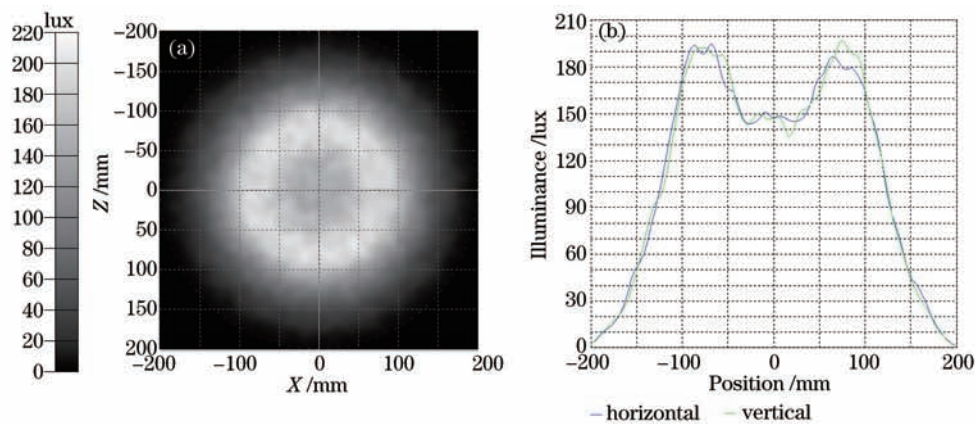 lux
220
200
180
160
140
120
100
80
60
40
20
0
(a)
Z /mm
−200
−150
−100
−50
0
50
100
150
200
−200 −100 0 100 200
X /mm
(b)
Illuminance /lux
210
180
150
120
90
60
30
0
−200 −100 0 100 200
Position /mm
horizontal vertical